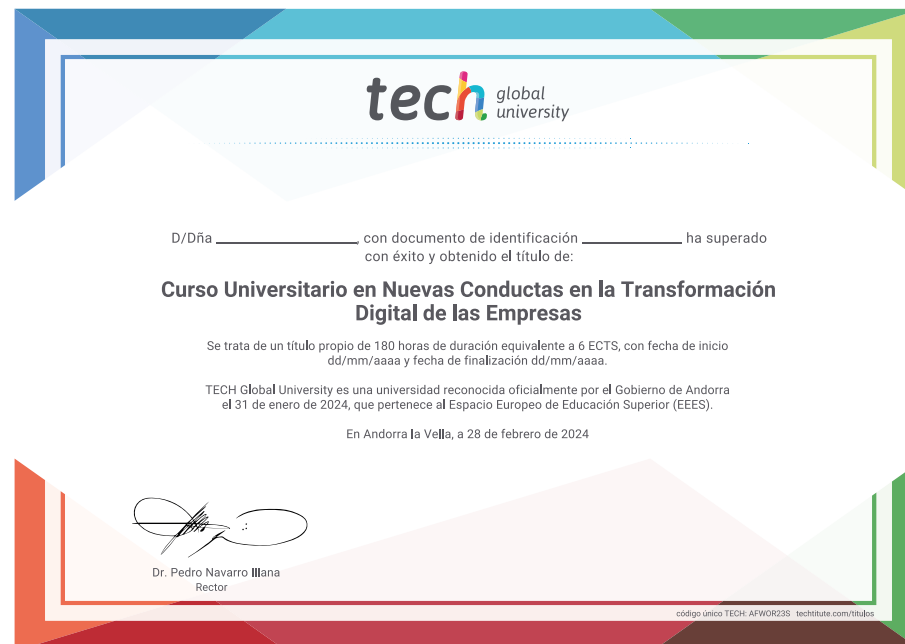 tech global university
D/Dña ____________, con documento de identificación ____________ ha superado
con éxito y obtenido el título de:
Curso Universitario en Nuevas Conductas en la Transformación
Digital de las Empresas
Se trata de un título propio de 180 horas de duración equivalente a 6 ECTS, con fecha de inicio
dd/mm/aaaa y fecha de finalización dd/mm/aaaa.
TECH Global University es una universidad reconocida oficialmente por el Gobierno de Andorra
el 31 de enero de 2024, que pertenece al Espacio Europeo de Educación Superior (EEES).
En Andorra la Vella, a 28 de febrero de 2024
Dr. Pedro Navarro Illana
Rector
código único TECH: AFWOR23S techtitute.com/titulos